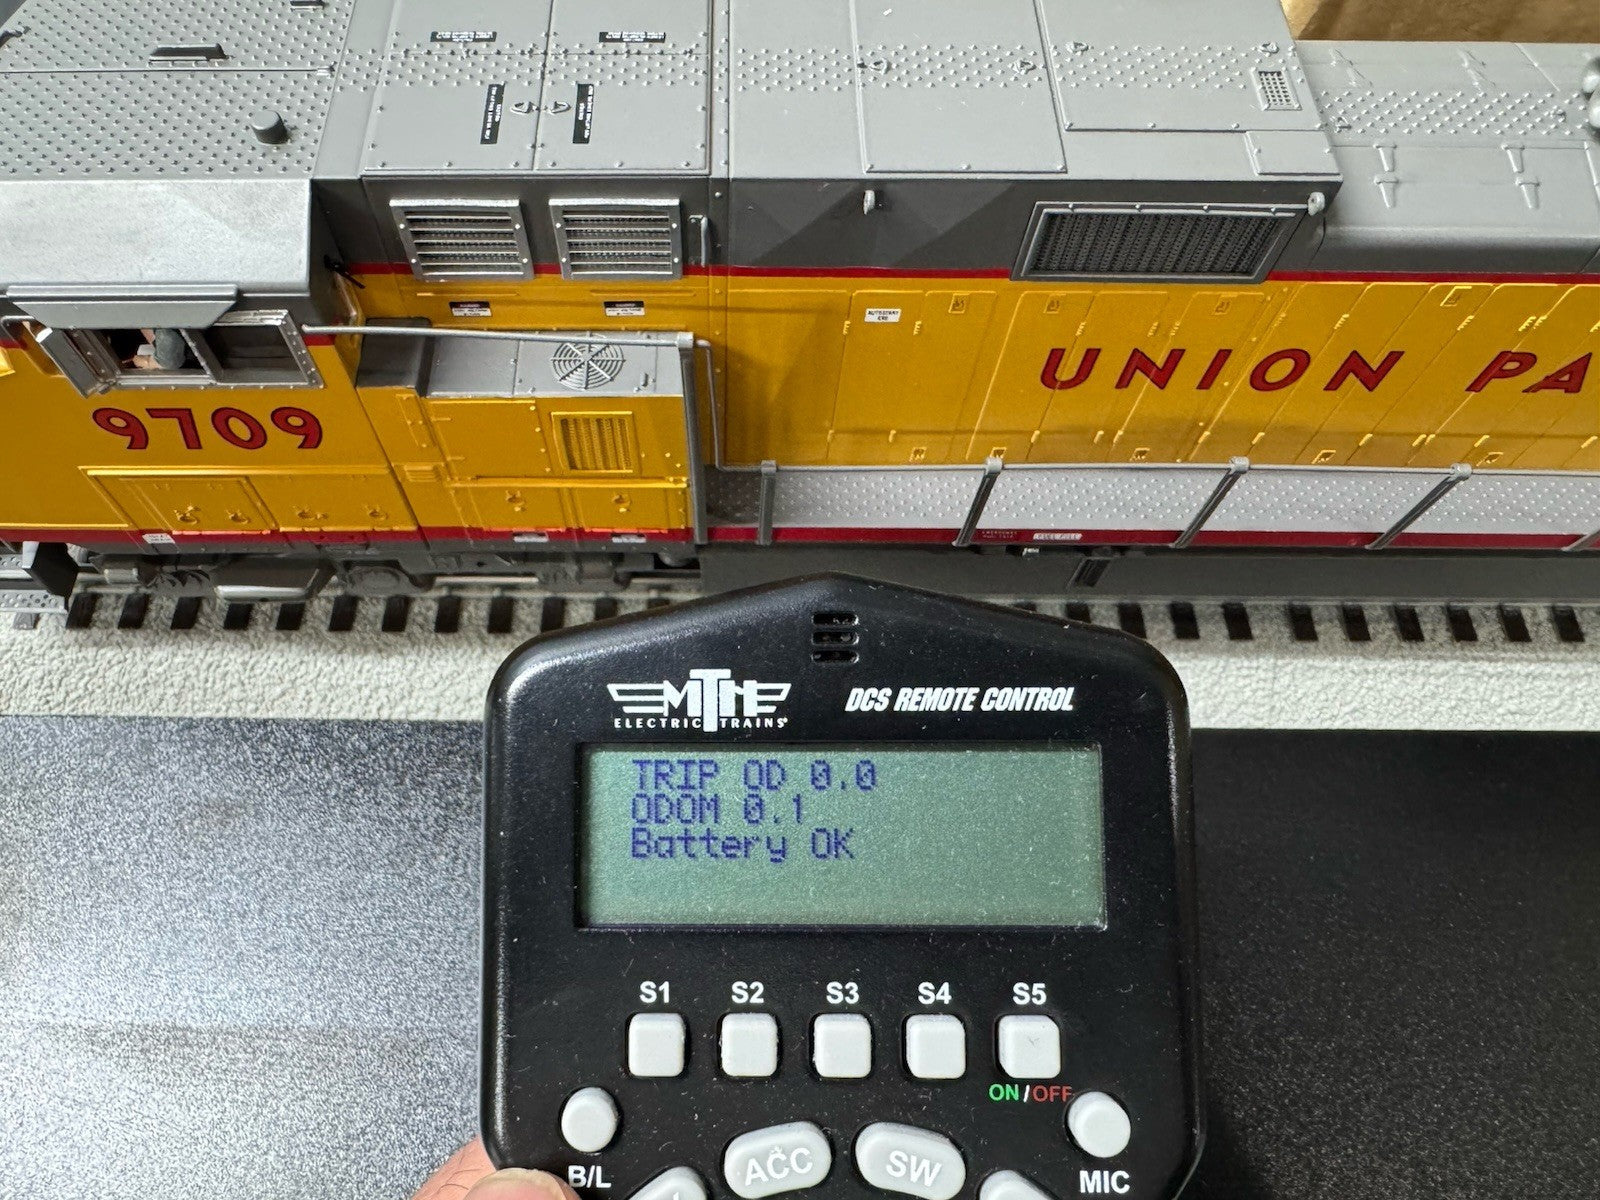 9709
UNION PA
AUTOSTART
MTH
ELECTRIC TRAINS
DCS REMOTE CONTROL
TRIP OD 0.0
ODOM 0.1
Battery OK
S1 S2 S3 S4 S5
ON/OFF
B/L
ACC
SW
MIC